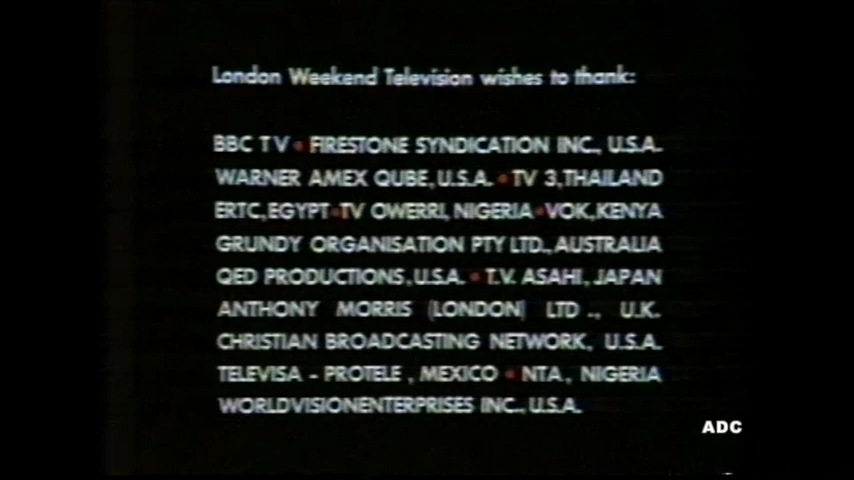 London Weekend Television wishes to thank:
BBC TV • FIRESTONE SYNDICATION INC., U.S.A.
WARNER AMEX QUBE, U.S.A. • TV 3, THAILAND
ERTC, EGYPT • TV OWERRI, NIGERIA • VOK, KENYA
GRUNDY ORGANISATION PTY LTD., AUSTRALIA
QED PRODUCTIONS, U.S.A. • T.V. ASAHI, JAPAN
ANTHONY MORRIS (LONDON) LTD., U.K.
CHRISTIAN BROADCASTING NETWORK, U.S.A.
TELEVISA - PROTELE, MEXICO • NTA, NIGERIA
WORLDVISIONENTERPRISES INC., U.S.A.
ADC